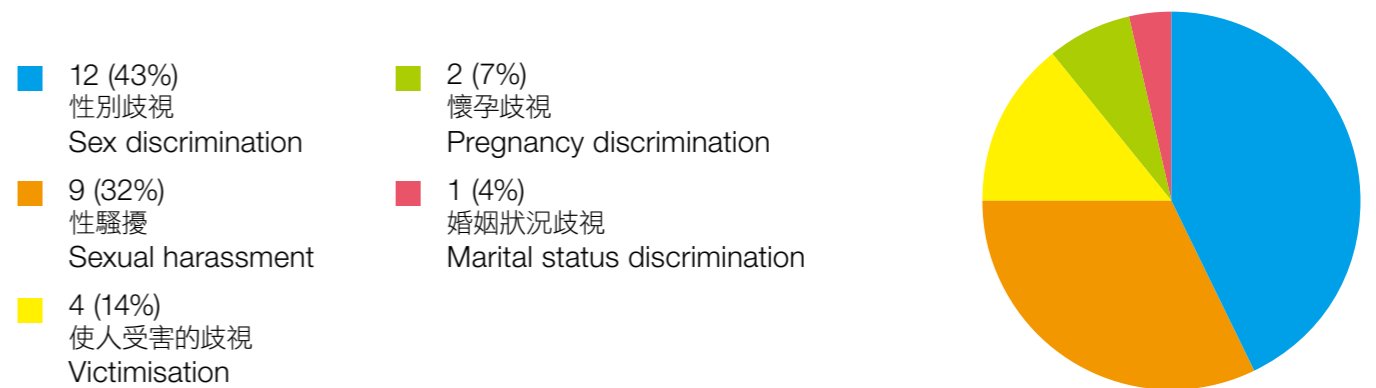 12 (43%)
性別歧視
Sex discrimination
9 (32%)
性騷擾
Sexual harassment
4 (14%)
使人受害的歧視
Victimisation
2 (7%)
懷孕歧視
Pregnancy discrimination
1 (4%)
婚姻狀況歧視
Marital status discrimination